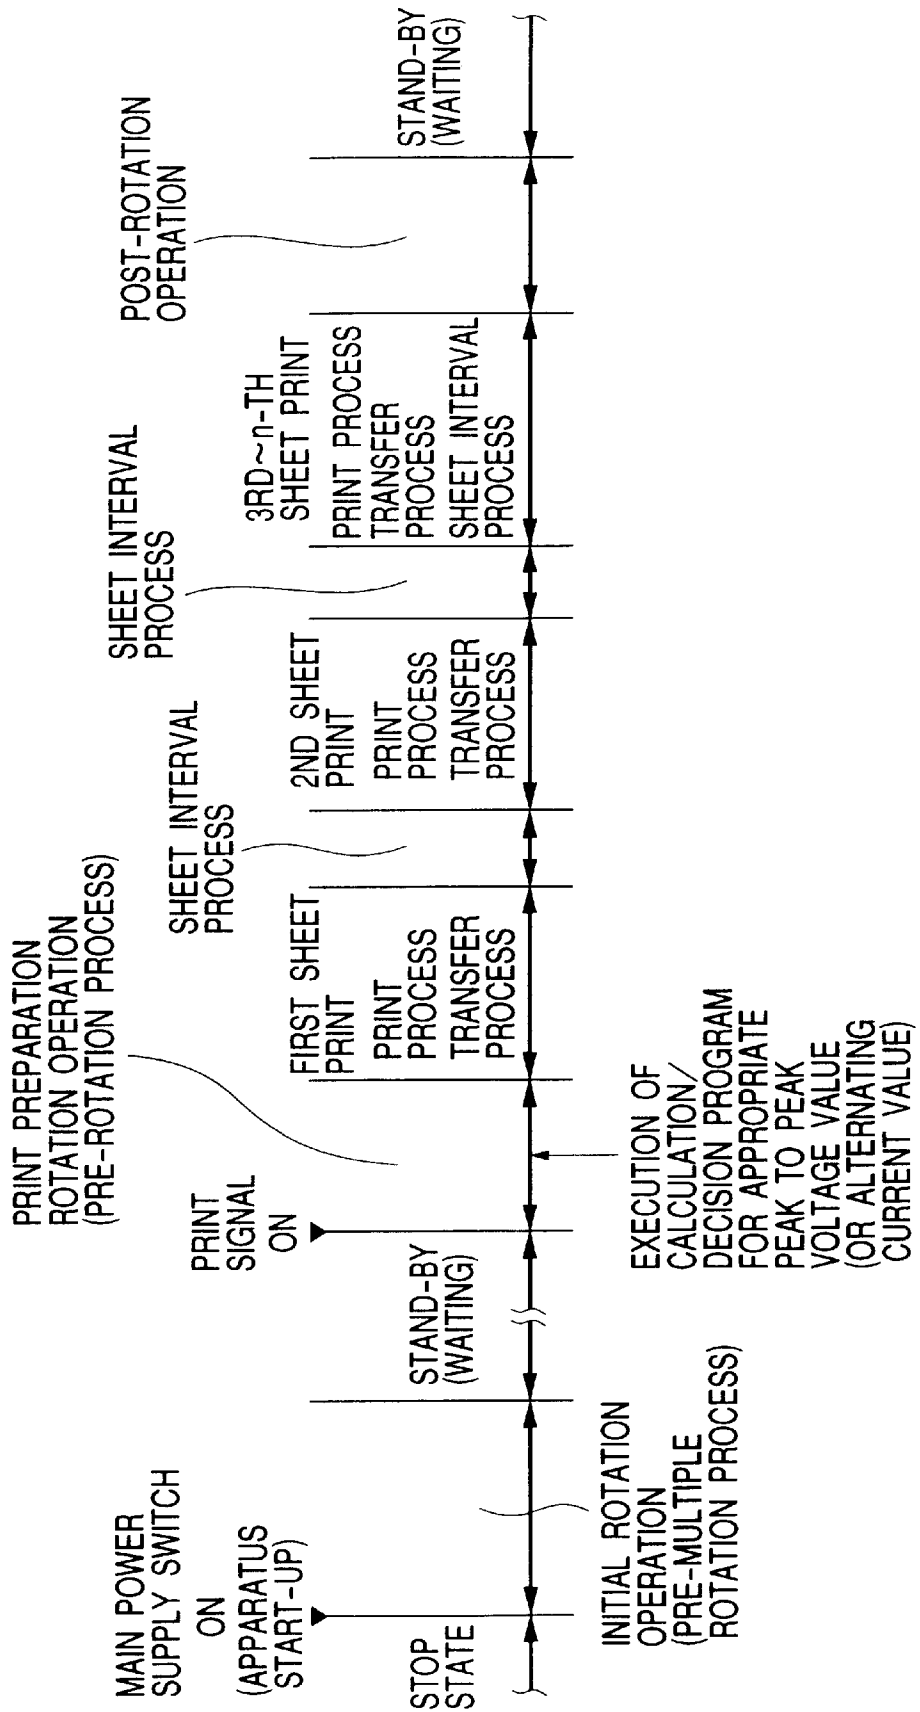 MAIN POWER
SUPPLY SWITCH
ON
(APPARATUS
START-UP)
STOP
STATE
INITIAL ROTATION
OPERATION
(PRE-MULTIPLE
ROTATION PROCESS)
STAND-BY
(WAITING)
PRINT
SIGNAL
ON
PRINT PREPARATION
ROTATION OPERATION
(PRE-ROTATION PROCESS)
EXECUTION OF
CALCULATION/
DECISION PROGRAM
FOR APPROPRIATE
PEAK TO PEAK
VOLTAGE VALUE
(OR ALTERNATING
CURRENT VALUE)
FIRST SHEET
PRINT
PRINT
PROCESS
TRANSFER
PROCESS
SHEET INTERVAL
PROCESS
2ND SHEET
PRINT
PRINT
PROCESS
TRANSFER
PROCESS
SHEET INTERVAL
PROCESS
3RD~n-TH
SHEET PRINT
PRINT PROCESS
TRANSFER
PROCESS
SHEET INTERVAL
PROCESS
POST-ROTATION
OPERATION
STAND-BY
(WAITING)